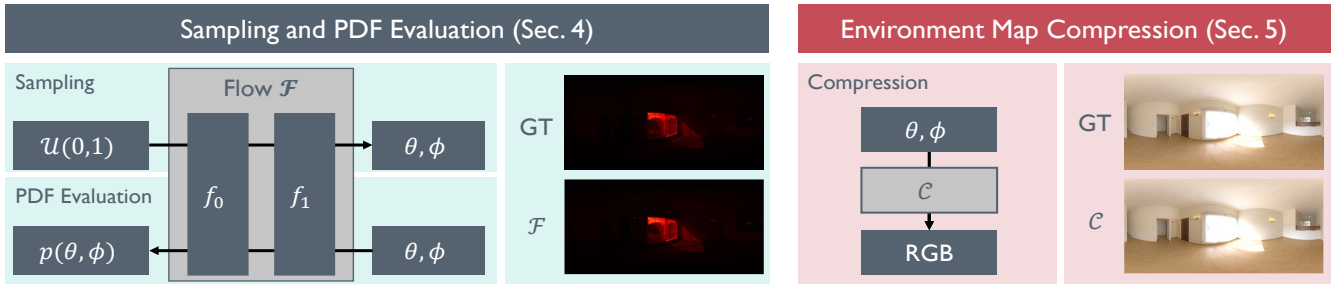 Sampling and PDF Evaluation (Sec. 4)
Sampling
Flow ℱ
𝒰(0,1)
θ, ϕ
PDF Evaluation
f₀
f₁
p(θ, ϕ)
θ, ϕ
GT
ℱ
Environment Map Compression (Sec. 5)
Compression
θ, ϕ
𝒞
RGB
GT
𝒞